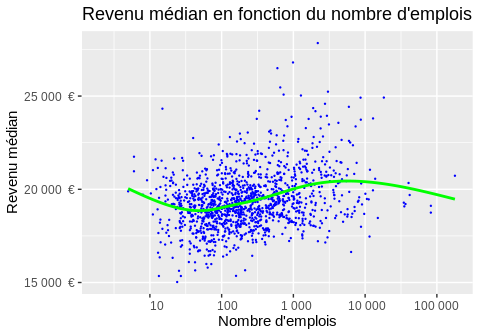 Revenu médian en fonction du nombre d'emplois
Revenu médian
25 000 €
20 000 €
15 000 €
10 100 1 000 10 000 100 000
Nombre d'emplois